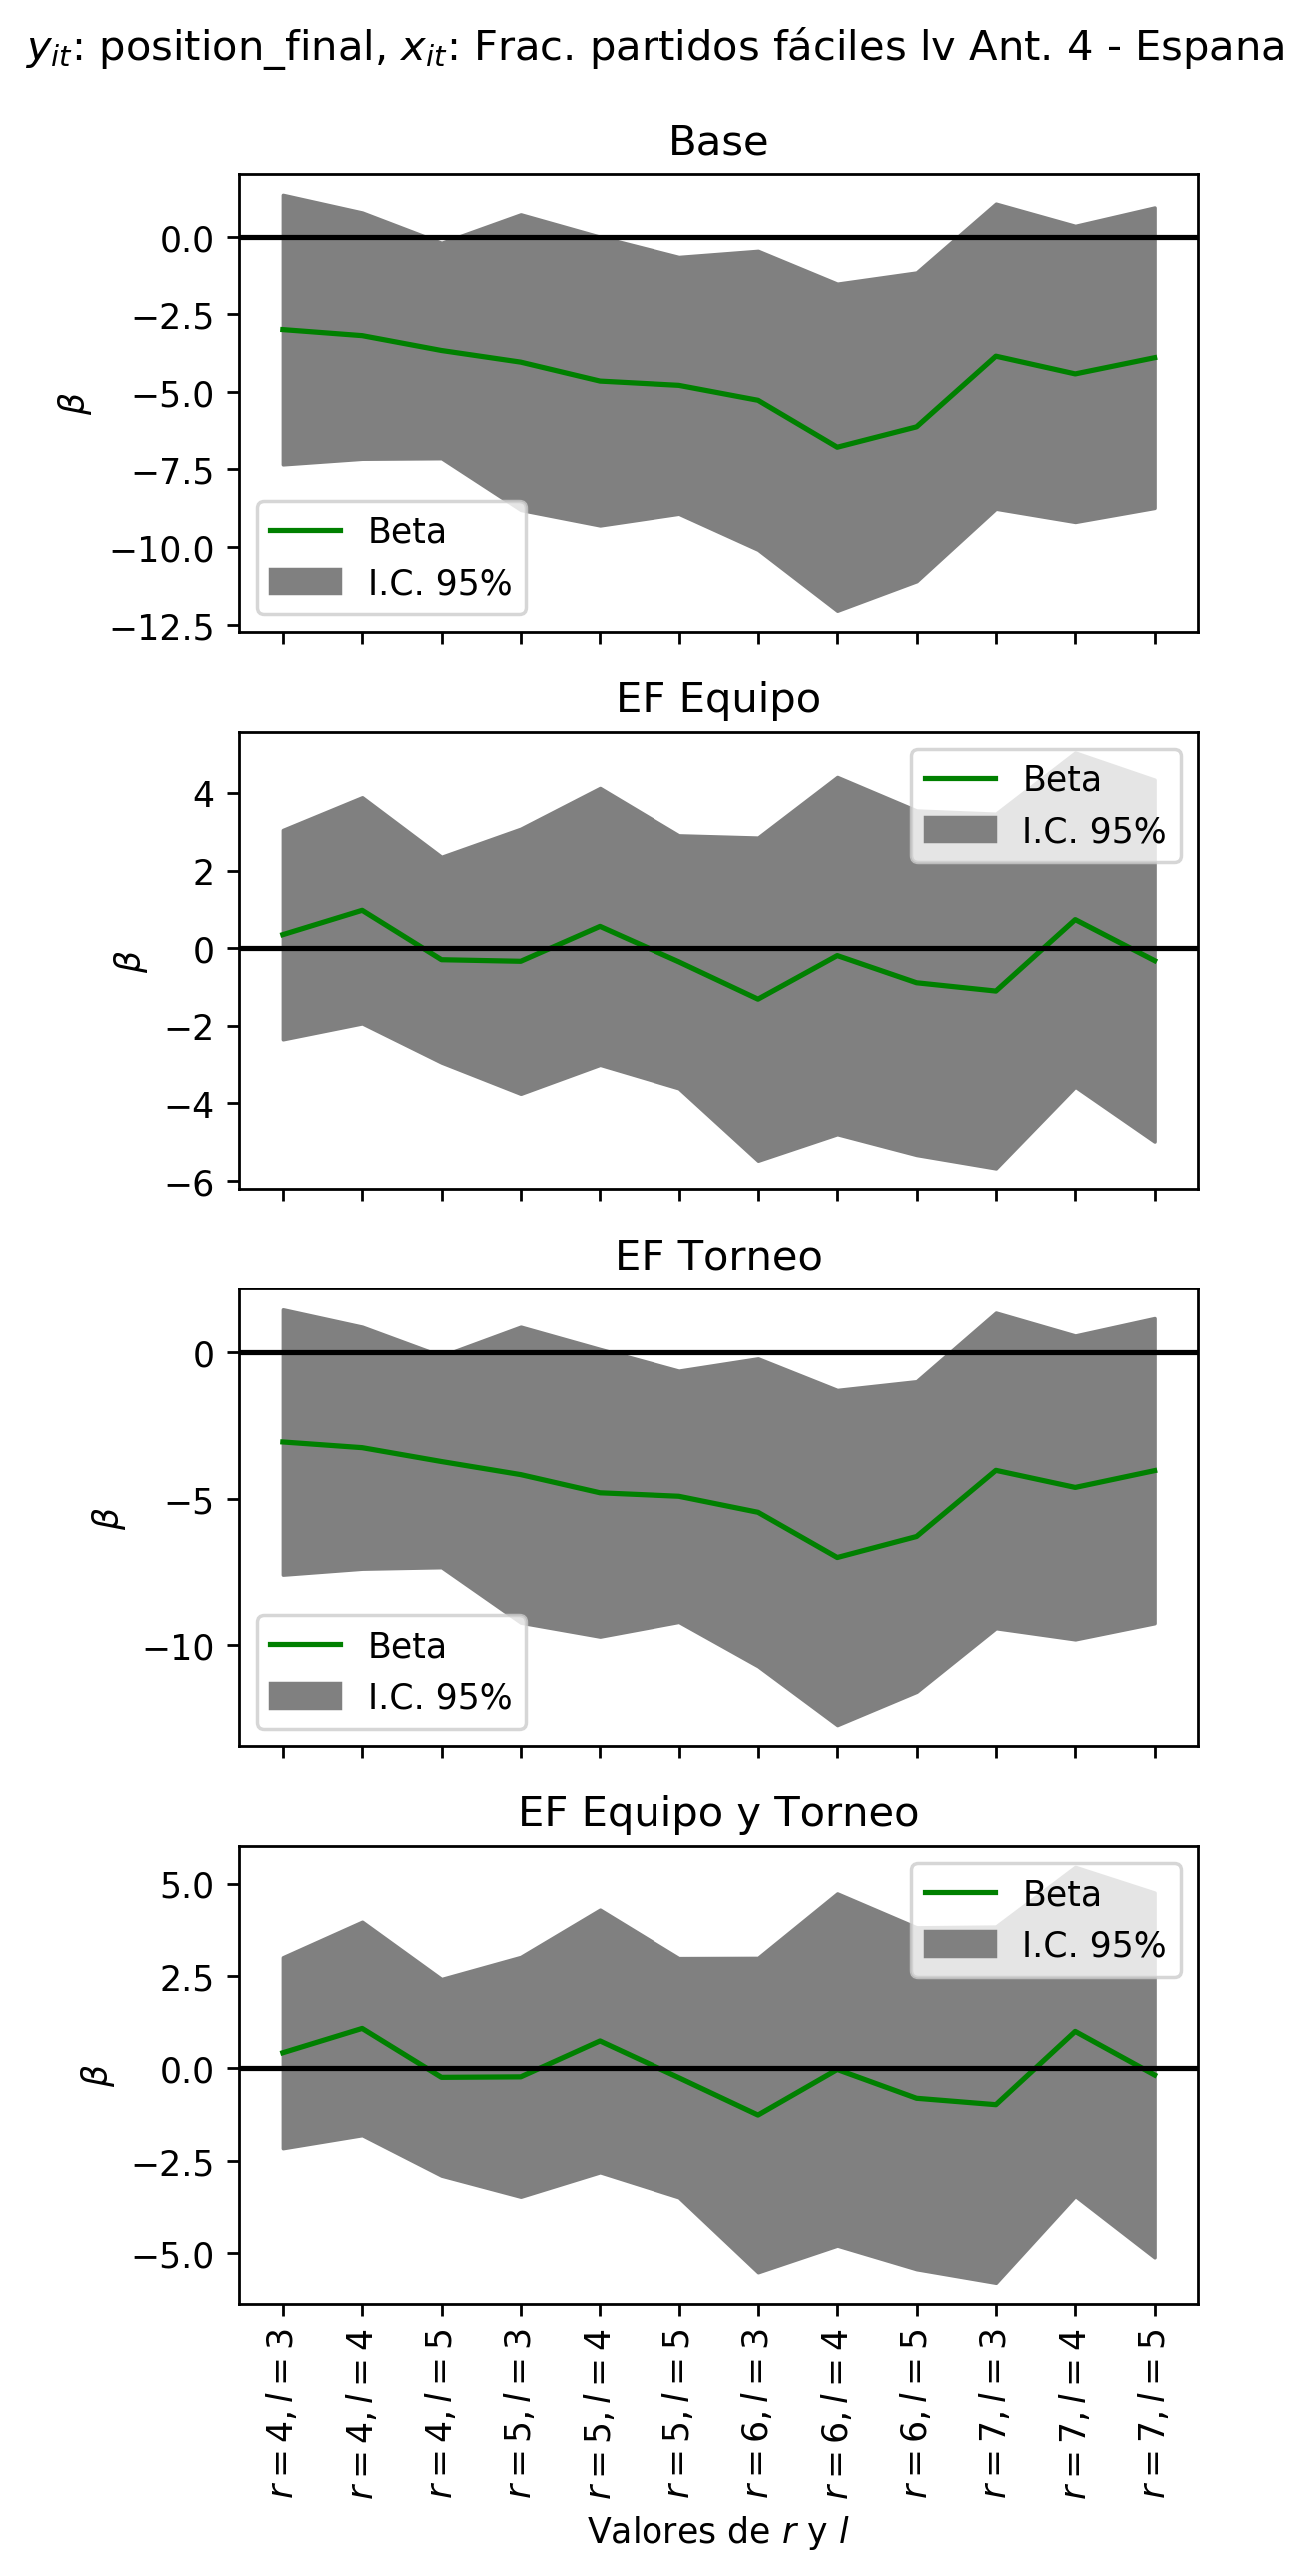 y_it: position_final, x_it: Frac. partidos fáciles lv Ant. 4 - Espana
Base
0.0
−2.5
−5.0
−7.5
−10.0
−12.5
β
Beta
I.C. 95%
EF Equipo
4
2
0
−2
−4
−6
β
Beta
I.C. 95%
EF Torneo
0
−5
−10
β
Beta
I.C. 95%
EF Equipo y Torneo
5.0
2.5
0.0
−2.5
−5.0
β
Beta
I.C. 95%
r = 4, l = 3
r = 4, l = 4
r = 4, l = 5
r = 5, l = 3
r = 5, l = 4
r = 5, l = 5
r = 6, l = 3
r = 6, l = 4
r = 6, l = 5
r = 7, l = 3
r = 7, l = 4
r = 7, l = 5
Valores de r y l